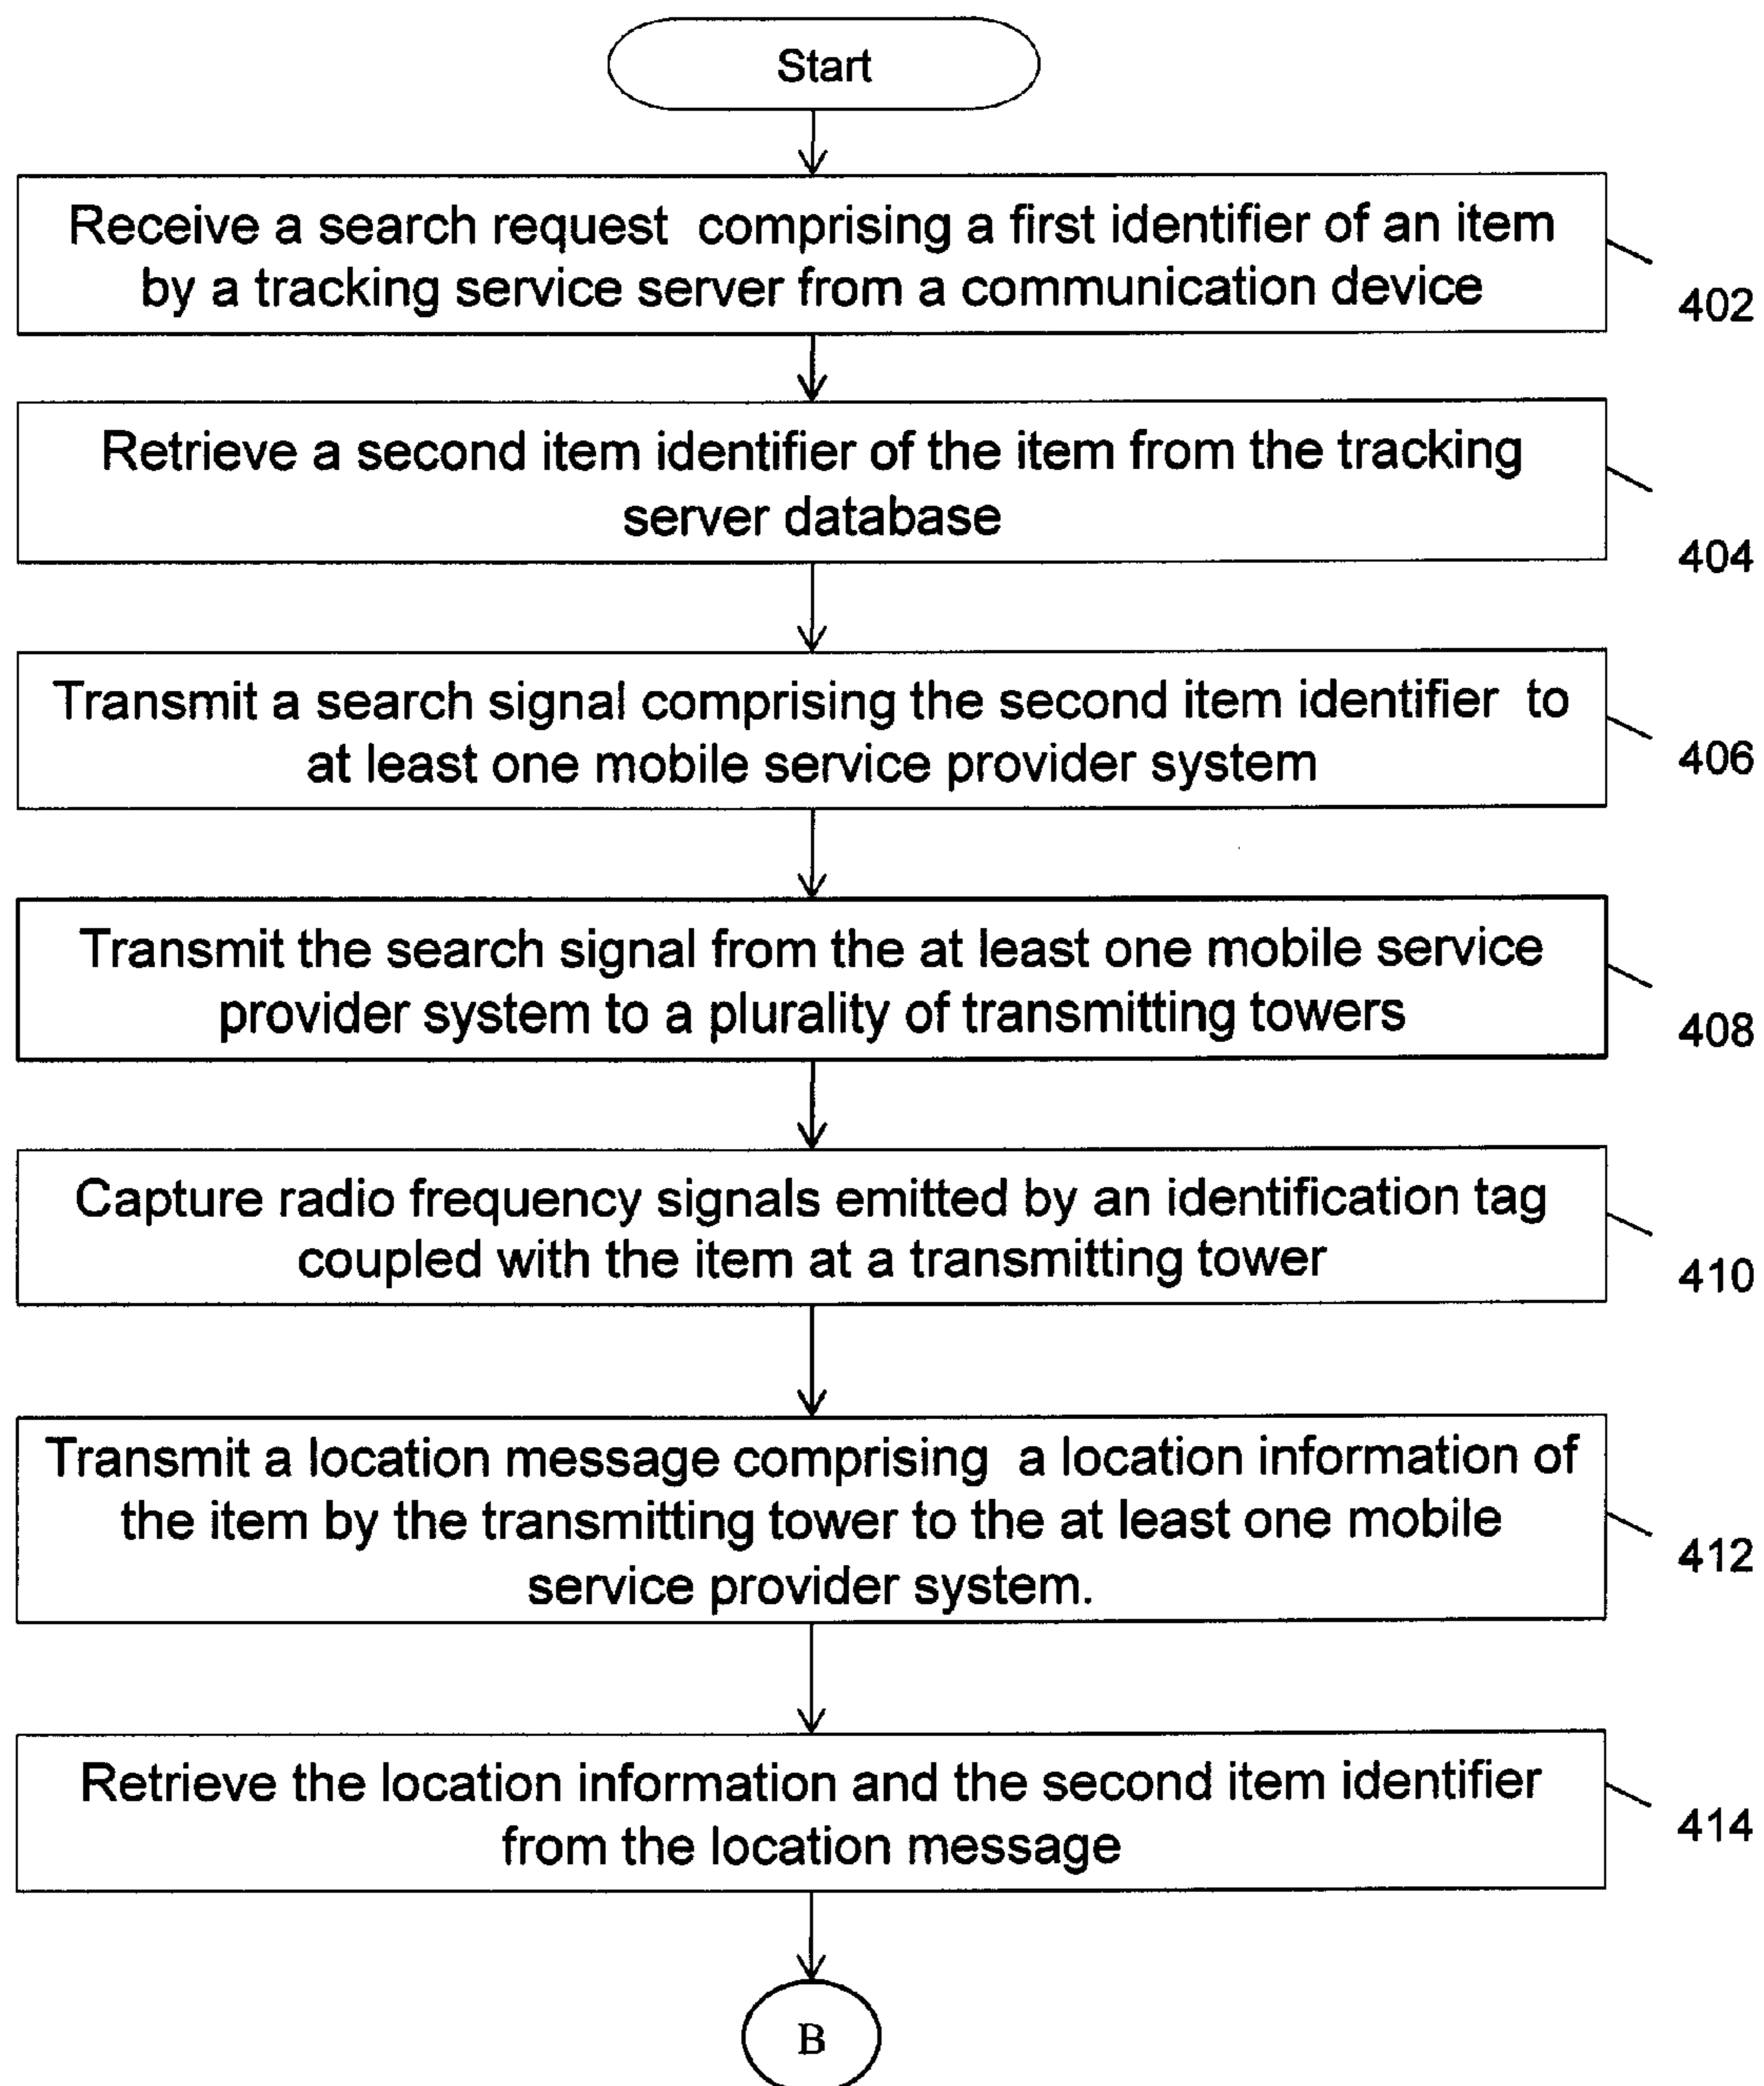 Start
Receive a search request comprising a first identifier of an item
by a tracking service server from a communication device
402
Retrieve a second item identifier of the item from the tracking
server database
404
Transmit a search signal comprising the second item identifier to
at least one mobile service provider system
406
Transmit the search signal from the at least one mobile service
provider system to a plurality of transmitting towers
408
Capture radio frequency signals emitted by an identification tag
coupled with the item at a transmitting tower
410
Transmit a location message comprising a location information of
the item by the transmitting tower to the at least one mobile
service provider system.
412
Retrieve the location information and the second item identifier
from the location message
414
B